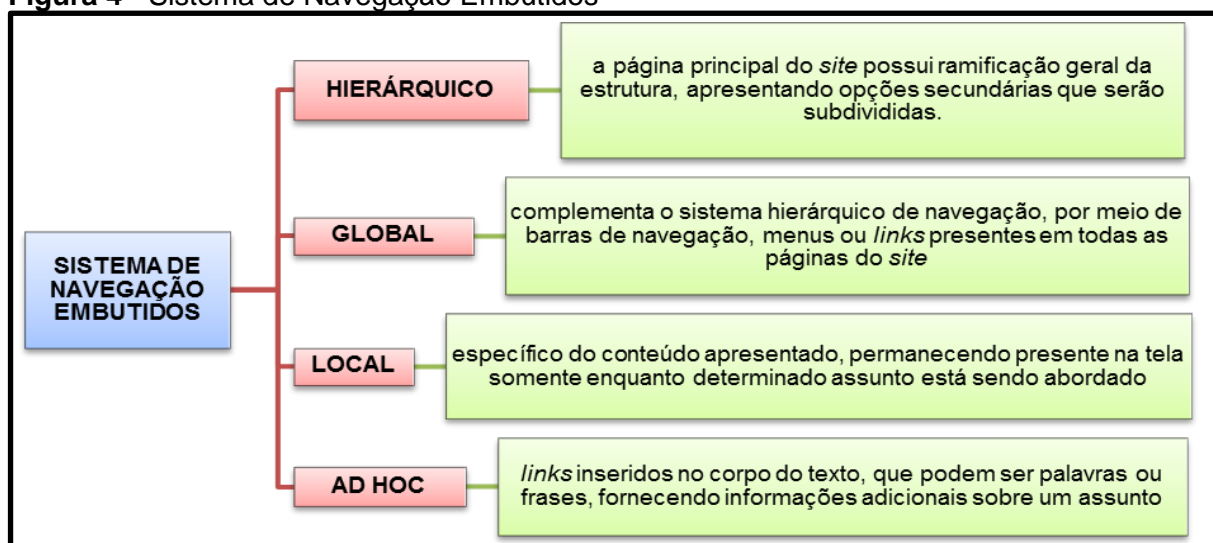 Figura 4 - Sistema de Navegação Embutidos
HIERÁRQUICO
a página principal do site possui ramificação geral da
estrutura, apresentando opções secundárias que serão
subdivididas.
GLOBAL
complementa o sistema hierárquico de navegação, por meio de
barras de navegação, menus ou links presentes em todas as
páginas do site
SISTEMA DE
NAVEGAÇÃO
EMBUTIDOS
LOCAL
específico do conteúdo apresentado, permanecendo presente na tela
somente enquanto determinado assunto está sendo abordado
AD HOC
links inseridos no corpo do texto, que podem ser palavras ou
frases, fornecendo informações adicionais sobre um assunto